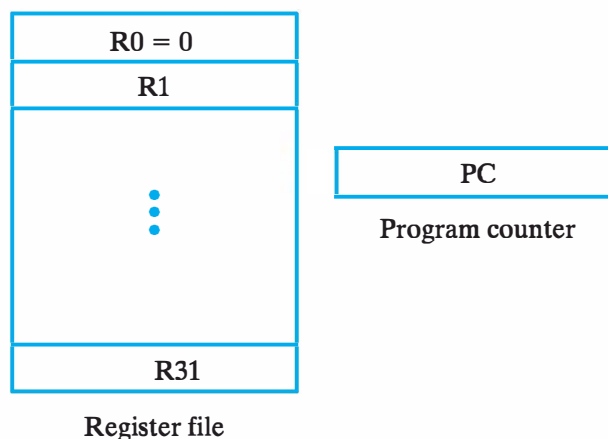 R0 = 0
R1
PC
Program counter
R31
Register file